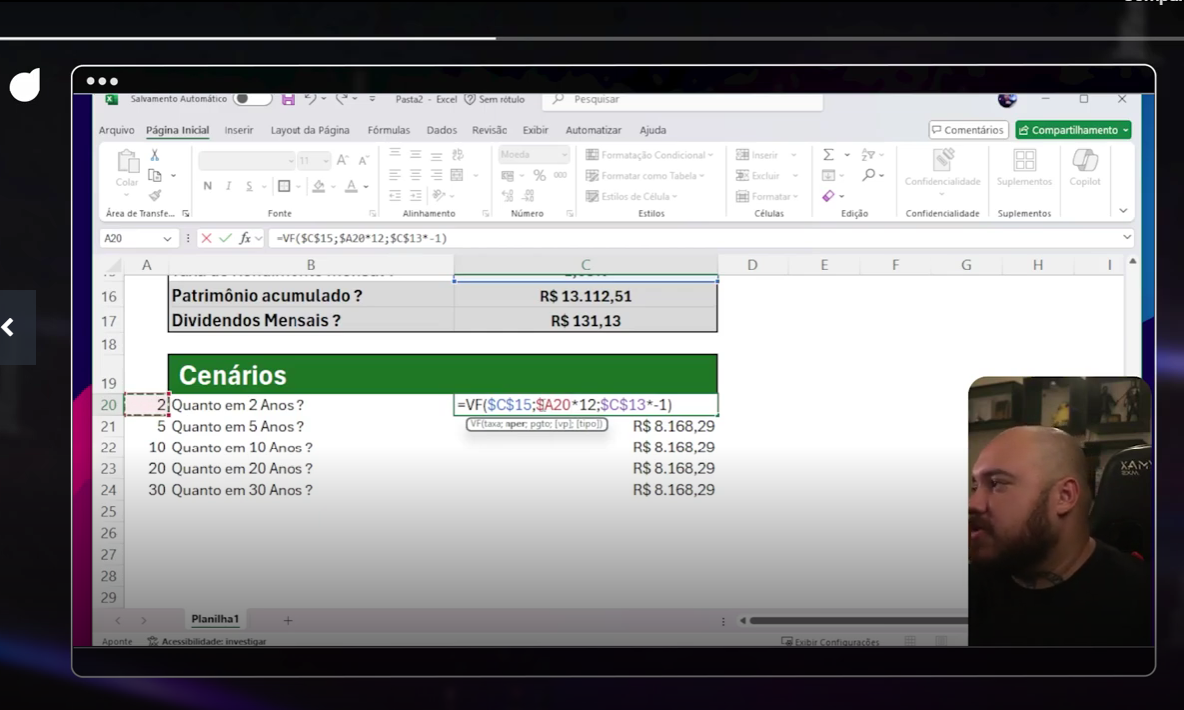 Salvamento Automático Pasta2 - Excel Sem rótulo Pesquisar
Arquivo Página Inicial Inserir Layout da Página Fórmulas Dados Revisão Exibir Automatizar Ajuda Comentários Compartilhamento
Colar
Área de Transfe...
11
N I S
Fonte
Alinhamento
Moeda
% 000
Número
Formatação Condicional
Formatar como Tabela
Estilos de Célula
Estilos
Inserir
Excluir
Formatar
Células
Edição
Confidencialidade
Confidencialidade
Suplementos
Suplementos
Copilot
A20 fx =VF($C$15;$A20*12;$C$13*-1)
A B C D E F G H I
16 Patrimônio acumulado ? R$ 13.112,51
17 Dividendos Mensais ? R$ 131,13
18
19 Cenários
20 2 Quanto em 2 Anos ? =VF($C$15;$A20*12;$C$13*-1)
VF(taxa; nper; pgto; [vp]; [tipo])
21 5 Quanto em 5 Anos ? R$ 8.168,29
22 10 Quanto em 10 Anos ? R$ 8.168,29
23 20 Quanto em 20 Anos ? R$ 8.168,29
24 30 Quanto em 30 Anos ? R$ 8.168,29
25
26
27
28
29
Planilha1
Aponte Acessibilidade: investigar Exibir Configurações